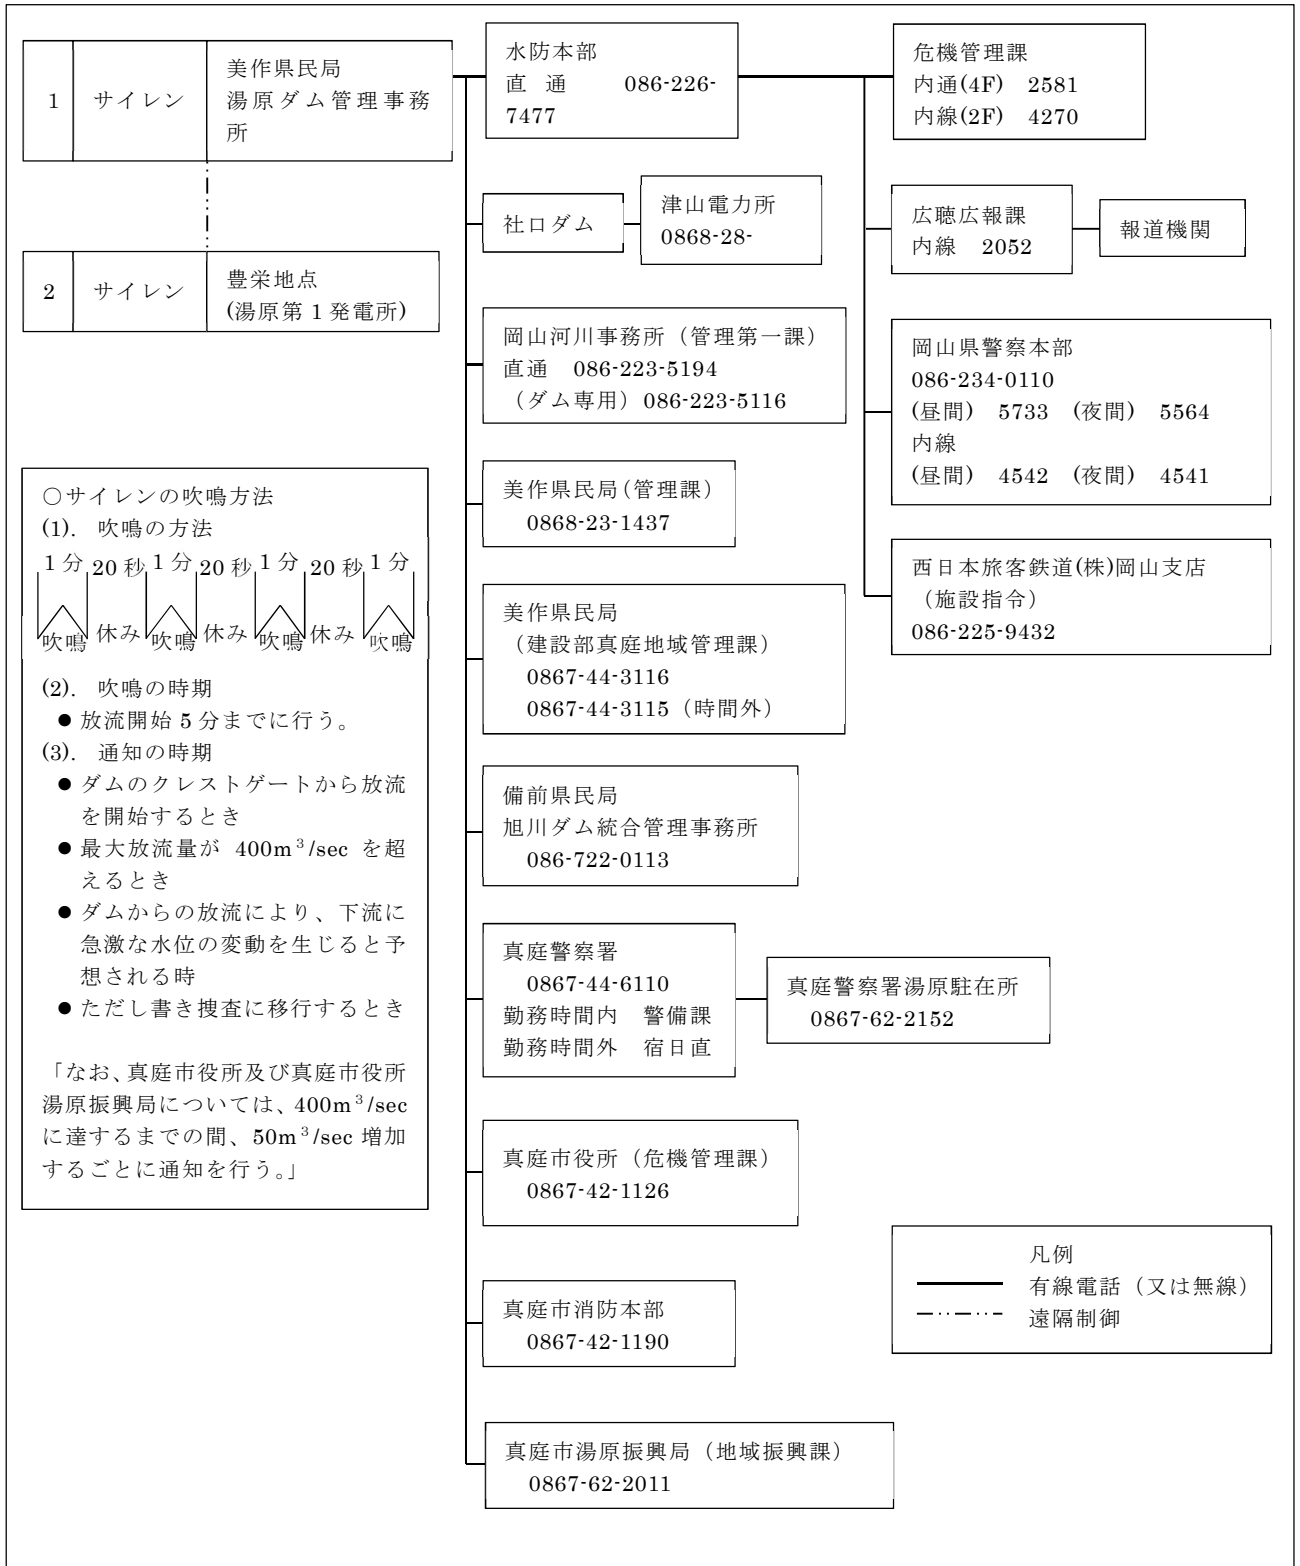 1 サイレン 美作県民局
湯原ダム管理事務
所
2 サイレン 豊栄地点
(湯原第 1 発電所)
○サイレンの吹鳴方法
(1). 吹鳴の方法
1 分 20 秒 1 分 20 秒 1 分 20 秒 1 分
吹鳴 休み 吹鳴 休み 吹鳴 休み 吹鳴
(2). 吹鳴の時期
● 放流開始 5 分までに行う。
(3). 通知の時期
● ダムのクレストゲートから放流
を開始するとき
● 最大放流量が 400m³/sec を超
えるとき
● ダムからの放流により、下流に
急激な水位の変動を生じると予
想される時
● ただし書き捜査に移行するとき
「なお、真庭市役所及び真庭市役所
湯原振興局については、400m³/sec
に達するまでの間、50m³/sec 増加
するごとに通知を行う。」
水防本部
直 通 086-226-
7477
社口ダム
津山電力所
0868-28-
岡山河川事務所（管理第一課）
直通 086-223-5194
（ダム専用）086-223-5116
美作県民局(管理課)
0868-23-1437
美作県民局
（建設部真庭地域管理課）
0867-44-3116
0867-44-3115（時間外）
備前県民局
旭川ダム統合管理事務所
086-722-0113
真庭警察署
0867-44-6110
勤務時間内 警備課
勤務時間外 宿日直
真庭警察署湯原駐在所
0867-62-2152
真庭市役所（危機管理課）
0867-42-1126
真庭市消防本部
0867-42-1190
真庭市湯原振興局（地域振興課）
0867-62-2011
危機管理課
内通(4F) 2581
内線(2F) 4270
広聴広報課
内線 2052
報道機関
岡山県警察本部
086-234-0110
(昼間) 5733 (夜間) 5564
内線
(昼間) 4542 (夜間) 4541
西日本旅客鉄道(株)岡山支店
（施設指令）
086-225-9432
凡例
有線電話（又は無線）
遠隔制御